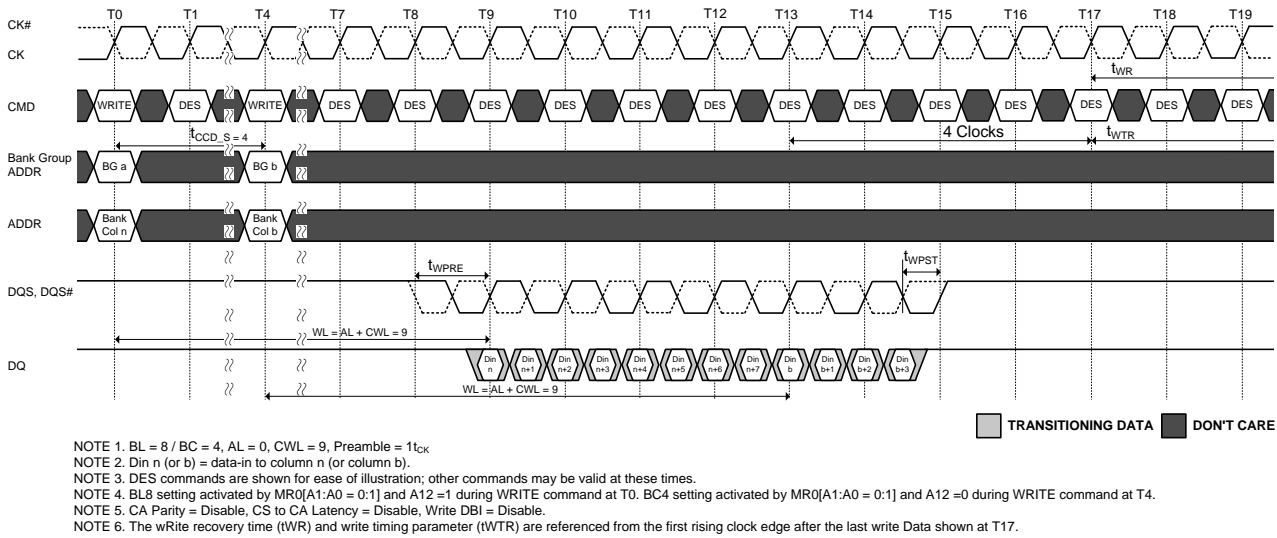 T0 T1 T4 T7 T8 T9 T10 T11 T12 T13 T14 T15 T16 T17 T18 T19
CK#
CK
tWR
CMD
WRITE DES WRITE DES DES DES DES DES DES DES DES DES DES DES DES DES
tCCD_S = 4
4 Clocks
tWTR
Bank Group
ADDR
BG a BG b
ADDR
Bank
Col n
Bank
Col b
tWPRE
tWPST
DQS, DQS#
WL = AL + CWL = 9
DQ
Din
n
Din
n+1
Din
n+2
Din
n+3
Din
n+4
Din
n+5
Din
n+6
Din
n+7
Din
b
Din
b+1
Din
b+2
Din
b+3
WL = AL + CWL = 9
TRANSITIONING DATA DON'T CARE
NOTE 1. BL = 8 / BC = 4, AL = 0, CWL = 9, Preamble = 1tCK
NOTE 2. Din n (or b) = data-in to column n (or column b).
NOTE 3. DES commands are shown for ease of illustration; other commands may be valid at these times.
NOTE 4. BL8 setting activated by MR0[A1:A0 = 0:1] and A12 =1 during WRITE command at T0. BC4 setting activated by MR0[A1:A0 = 0:1] and A12 =0 during WRITE command at T4.
NOTE 5. CA Parity = Disable, CS to CA Latency = Disable, Write DBI = Disable.
NOTE 6. The wRite recovery time (tWR) and write timing parameter (tWTR) are referenced from the first rising clock edge after the last write Data shown at T17.